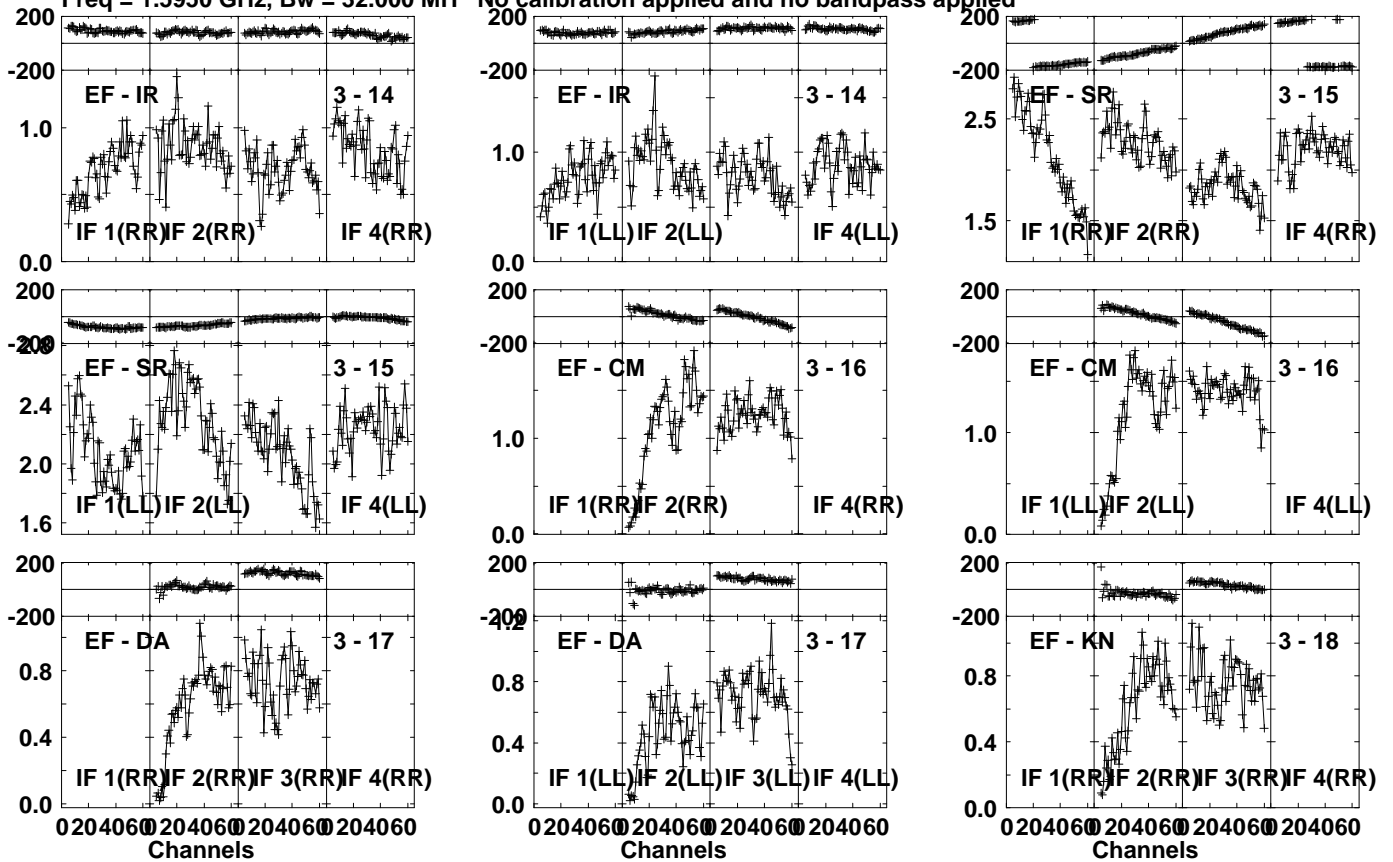 Freq = 1.5950 GHz, Bw = 32.000 MH No calibration applied and no bandpass applied
200 200 200
-200 -200 -200
EF - IR 3 - 14 EF - IR 3 - 14 EF - SR 3 - 15
1.0 1.0 2.5
1.5
IF 1(RR) IF 2(RR) IF 4(RR) IF 1(LL) IF 2(LL) IF 4(LL) IF 1(RR) IF 2(RR) IF 4(RR)
0.0 0.0
200 200 200
-200 -200 -200
2.8
EF - SR 3 - 15 EF - CM 3 - 16 EF - CM 3 - 16
2.4
2.0 1.0 1.0
IF 1(LL) IF 2(LL) IF 4(LL) IF 1(RR) IF 2(RR) IF 4(RR) IF 1(LL) IF 2(LL) IF 4(LL)
1.6 0.0 0.0
200 200 200
-200 -200 -200
1.2
EF - DA 3 - 17 EF - DA 3 - 17 EF - KN 3 - 18
0.8 0.8 0.8
0.4 0.4 0.4
IF 1(RR) IF 2(RR) IF 3(RR) IF 4(RR) IF 1(LL) IF 2(LL) IF 3(LL) IF 4(LL) IF 1(RR) IF 2(RR) IF 3(RR) IF 4(RR)
0.0 0.0 0.0
0 20 40 60 0 20 40 60 0 20 40 60 0 20 40 60 0 20 40 60 0 20 40 60 0 20 40 60 0 20 40 60 0 20 40 60 0 20 40 60 0 20 40 60 0 20 40 60
Channels Channels Channels